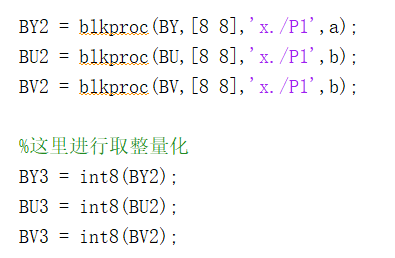 BY2 = blkproc(BY,[8 8],'x./P1',a);
BU2 = blkproc(BU,[8 8],'x./P1',b);
BV2 = blkproc(BV,[8 8],'x./P1',b);
%这里进行取整量化
BY3 = int8(BY2);
BU3 = int8(BU2);
BV3 = int8(BV2);